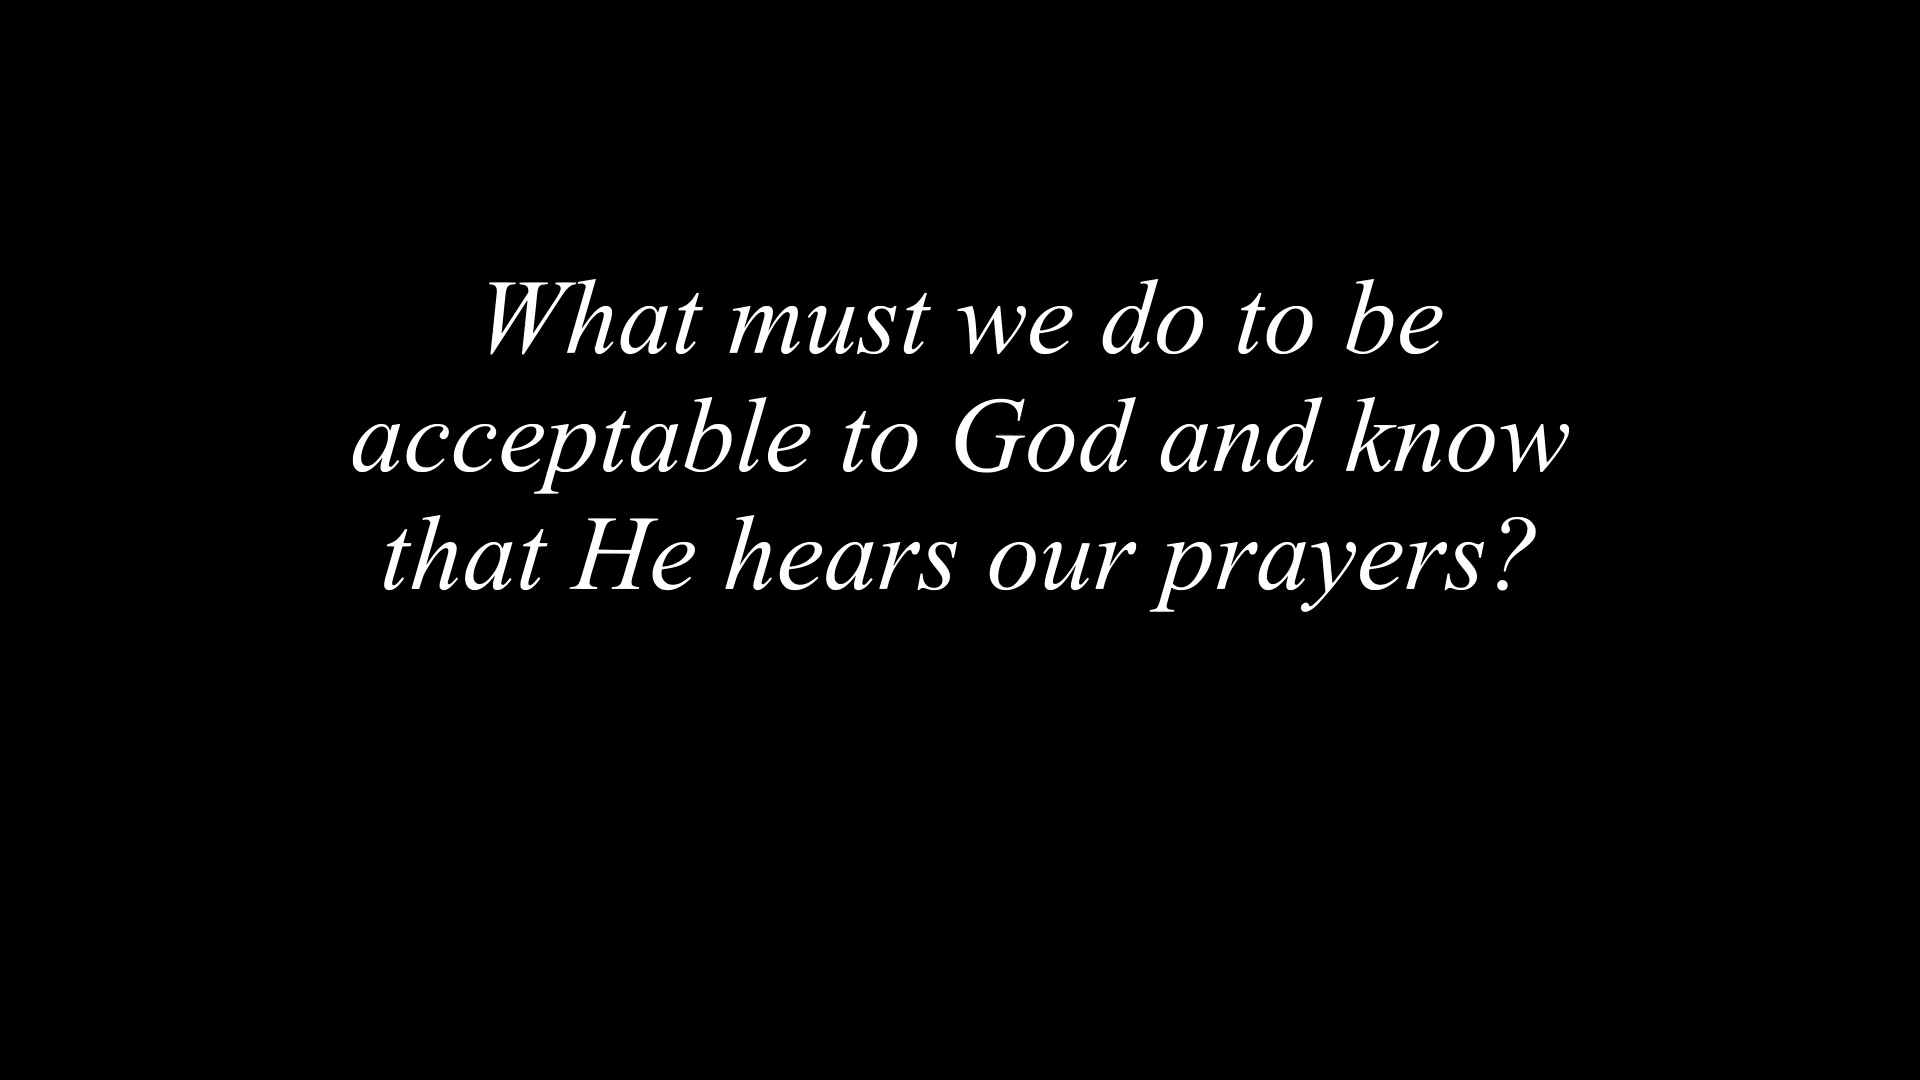 What must we do to be
acceptable to God and know
that He hears our prayers?